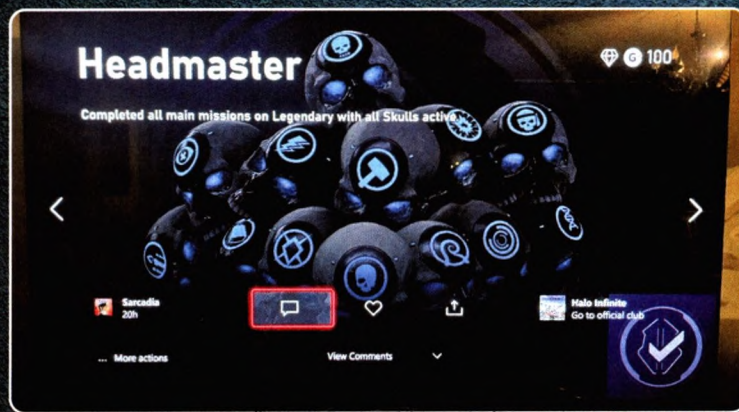 Headmaster
G 100
Completed all main missions on Legendary with all Skulls active.
Sarcadia
20h
Halo Infinite
Go to official club
... More actions
View Comments